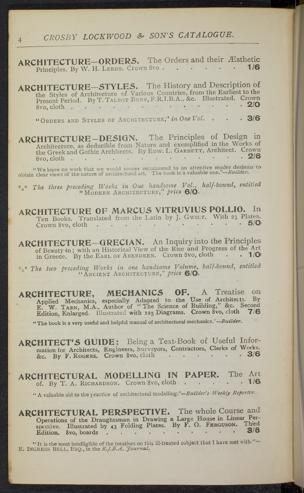 4 CROSBY LOCKWOOD & SON'S CATALOGUE.
ARCHITECTURE—ORDERS. The Orders and their Æsthetic
Principles. By W. H. LEEDS. Crown 8vo . . . . . . 1/6
ARCHITECTURE—STYLES. The History and Description of
the Styles of Architecture of Various Countries, from the Earliest to the
Present Period. By T. TALBOT BURY, F.R.I.B.A., &c. Illustrated. Crown
8vo, cloth . . . . . . . . . . 2/0
"ORDERS AND STYLES OF ARCHITECTURE," in One Vol. . . . 3/6
ARCHITECTURE—DESIGN. The Principles of Design in
Architecture, as deducible from Nature and exemplified in the Works of
the Greek and Gothic Architects. By EDW. L. GARBETT, Architect. Crown
8vo, cloth . . . . . . . . . . 2/6
"We know no work that we would sooner recommend to an attentive reader desirous to
obtain clear views of the nature of architectural art. The book is a valuable one."—Builder.
*** The three preceding Works in One handsome Vol., half-bound, entitled
"MODERN ARCHITECTURE," price 6/0.
ARCHITECTURE OF MARCUS VITRUVIUS POLLIO. In
Ten Books. Translated from the Latin by J. GWILT. With 23 Plates.
Crown 8vo, cloth . . . . . . . . 5/0
ARCHITECTURE—GRECIAN. An Inquiry into the Principles
of Beauty in; with an Historical View of the Rise and Progress of the Art
in Greece. By the EARL OF ABERDEEN. Crown 8vo, cloth . . . 1/0
*** The two preceding Works in one handsome Volume, half-bound, entitled
"ANCIENT ARCHITECTURE," price 6/0.
ARCHITECTURE, MECHANICS OF. A Treatise on
Applied Mechanics, especially Adapted to the Use of Architects. By
E. W. TARN, M.A., Author of "The Science of Building," &c. Second
Edition, Enlarged. Illustrated with 125 Diagrams. Crown 8vo, cloth 7/6
"The book is a very useful and helpful manual of architectural mechanics."—Builder.
ARCHITECT'S GUIDE: Being a Text-Book of Useful Infor-
mation for Architects, Engineers, Surveyors, Contractors, Clerks of Works,
&c. By F. ROGERS. Crown 8vo, cloth . . . . . 3/6
ARCHITECTURAL MODELLING IN PAPER. The Art
of. By T. A. RICHARDSON. Crown 8vo, cloth . . . . 1/6
"A valuable aid to the practice of architectural modelling."—Builder's Weekly Reporter.
ARCHITECTURAL PERSPECTIVE. The whole Course and
Operations of the Draughtsman in Drawing a Large House in Linear Per-
spective. Illustrated by 43 Folding Plates. By F. O. FERGUSON. Third
Edition. 8vo, boards . . . . . . . . 3/6
"It is the most intelligible of the treatises on this ill-treated subject that I have met with."—
E. INGRESS BELL, ESQ., in the R.I.B.A. Journal.